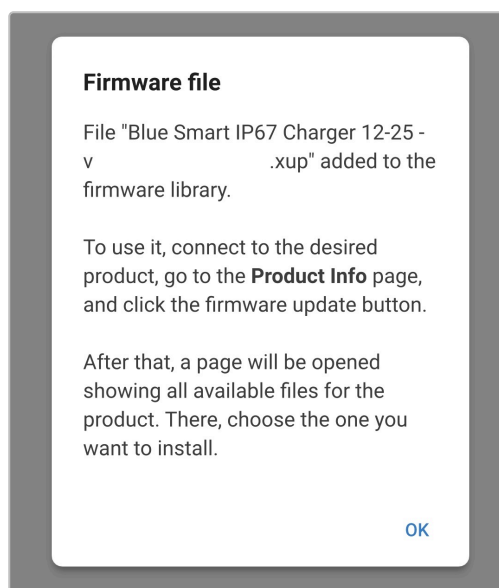 Firmware file
File "Blue Smart IP67 Charger 12-25 -
v .xup" added to the
firmware library.
To use it, connect to the desired
product, go to the Product Info page,
and click the firmware update button.
After that, a page will be opened
showing all available files for the
product. There, choose the one you
want to install.
OK